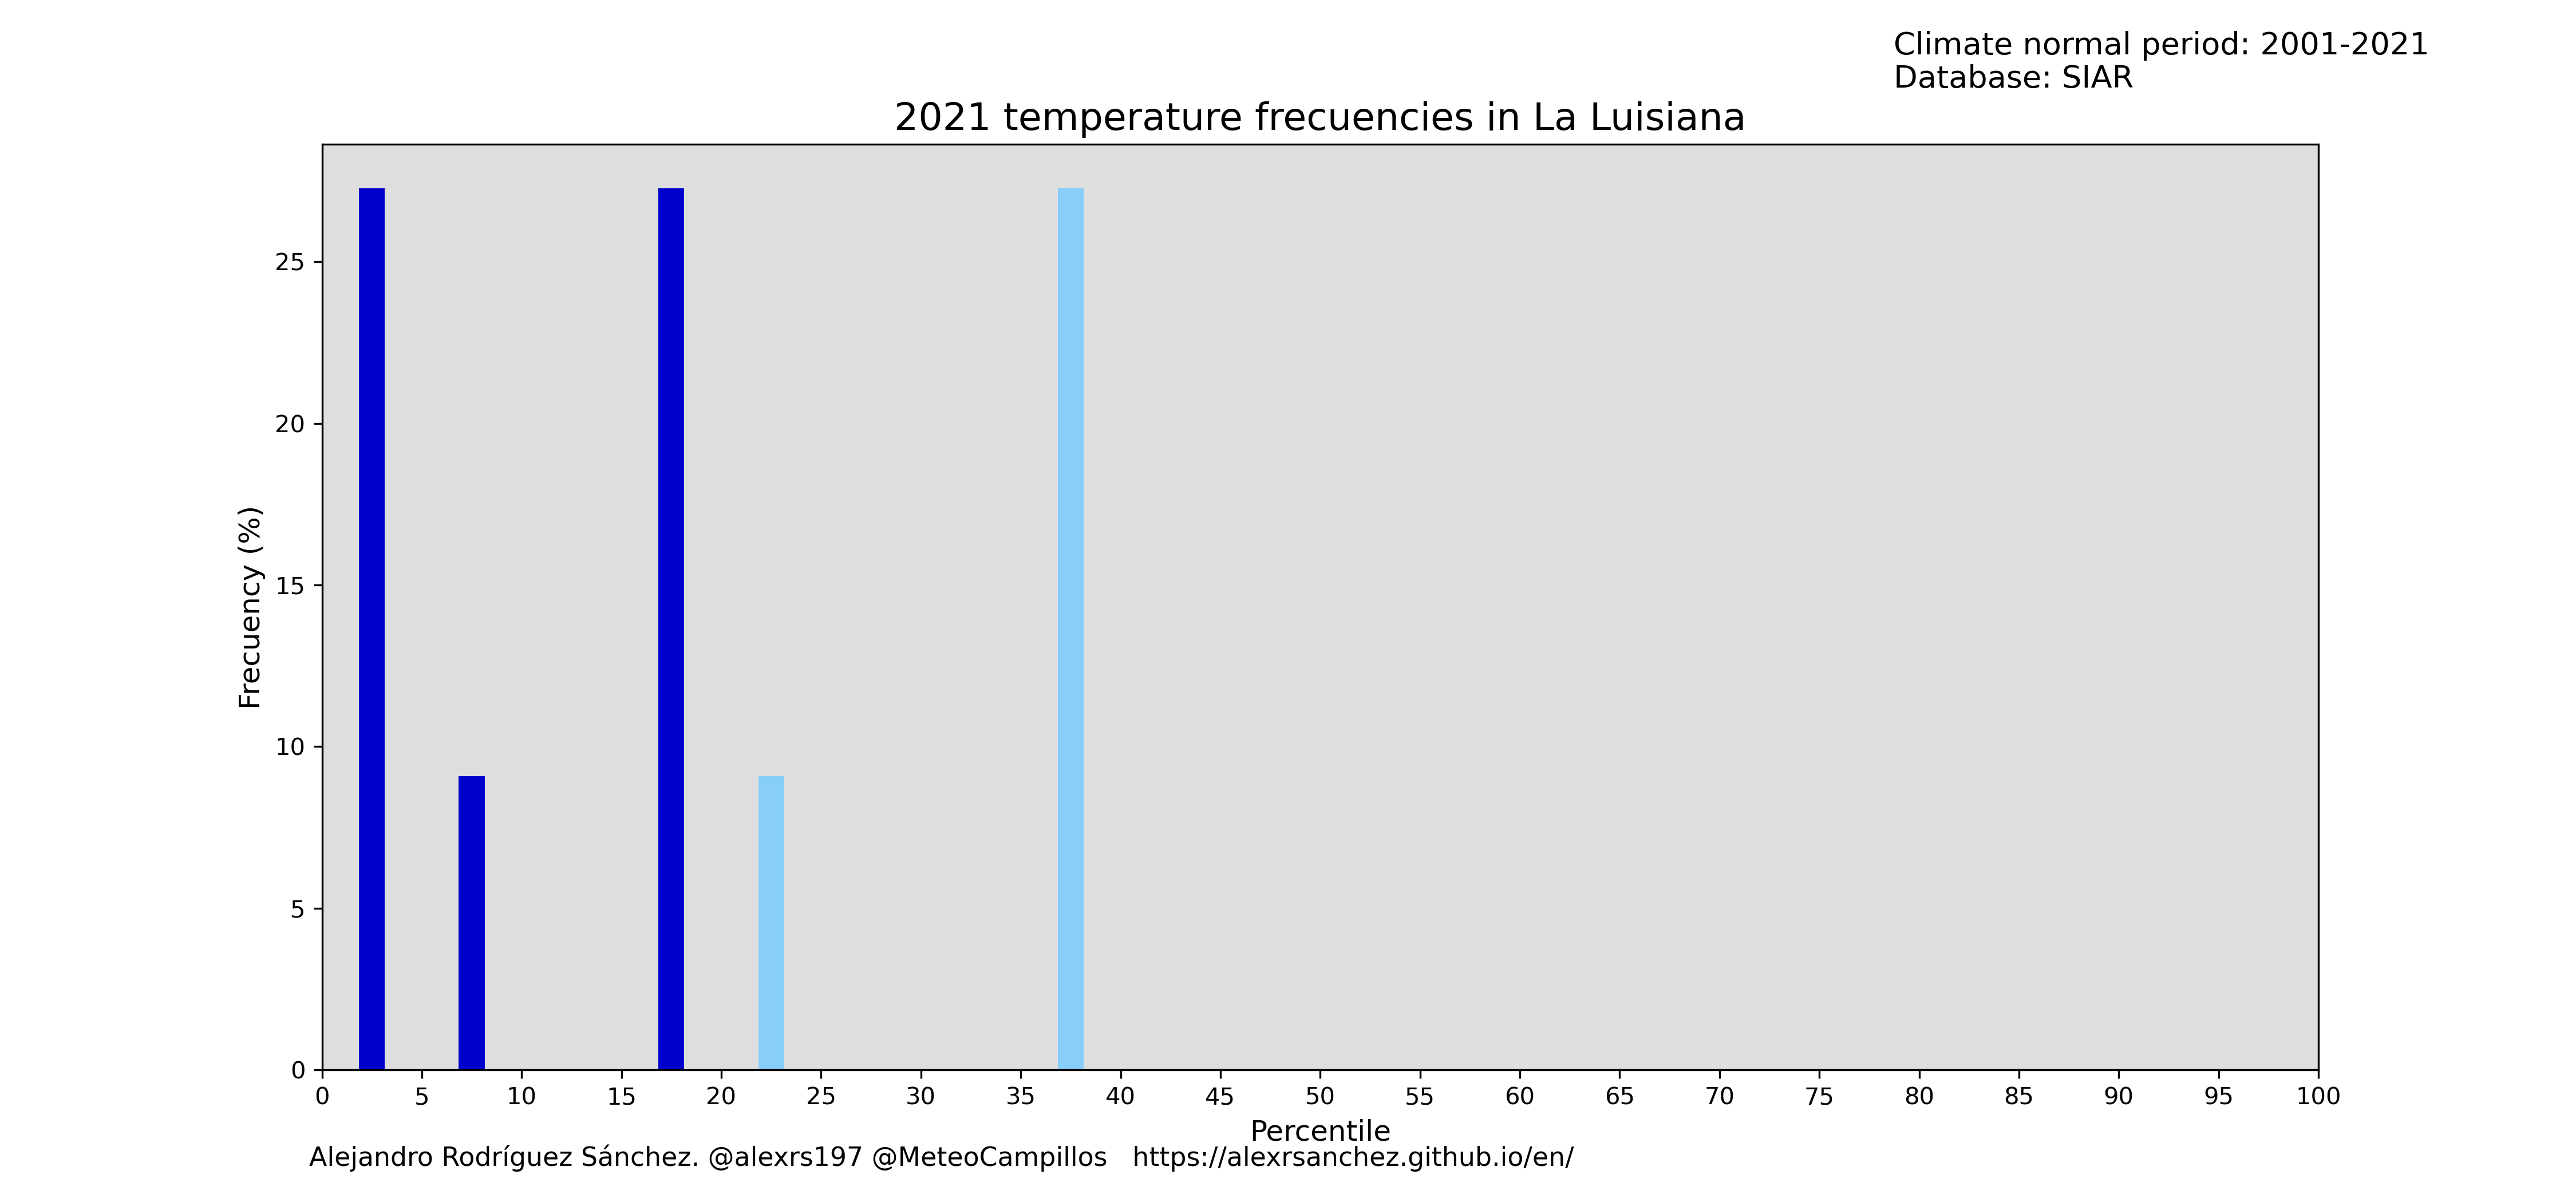 Climate normal period: 2001-2021
Database: SIAR
2021 temperature frecuencies in La Luisiana
Frecuency (%)
25
20
15
10
5
0
0 5 10 15 20 25 30 35 40 45 50 55 60 65 70 75 80 85 90 95 100
Percentile
Alejandro Rodríguez Sánchez. @alexrs197 @MeteoCampillos https://alexrsanchez.github.io/en/